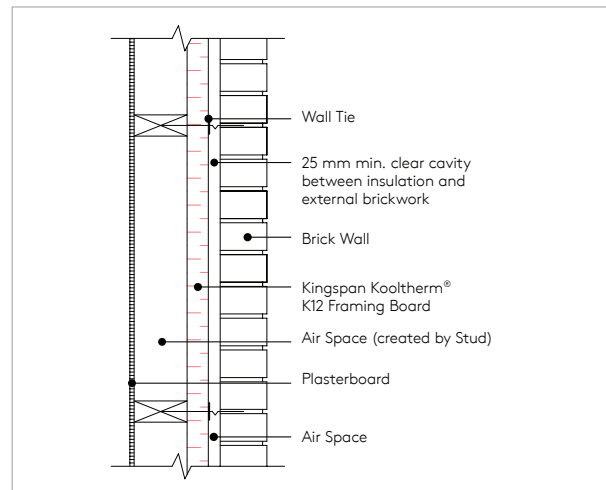 Wall Tie
25 mm min. clear cavity
between insulation and
external brickwork
Brick Wall
Kingspan Kooltherm®
K12 Framing Board
Air Space (created by Stud)
Plasterboard
Air Space